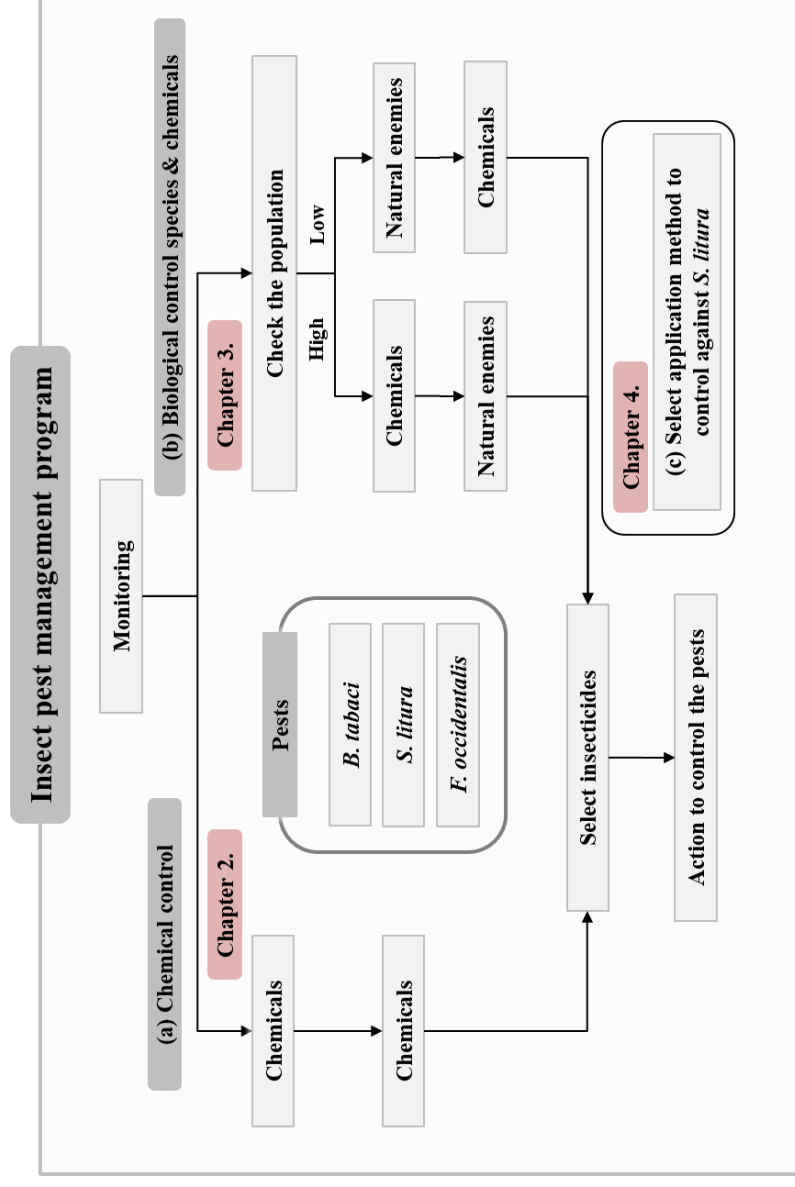 Insect pest management program
Monitoring
(a) Chemical control
(b) Biological control species & chemicals
Chapter 2.
Chapter 3.
Chemicals
Chemicals
Pests
B. tabaci
S. litura
F. occidentalis
Check the population
High
Low
Chemicals
Natural enemies
Natural enemies
Chemicals
Select insecticides
Action to control the pests
Chapter 4.
(c) Select application method to
control against S. litura